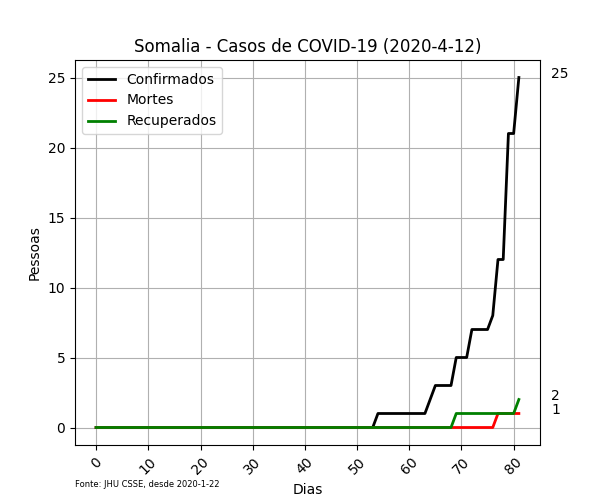 Somalia - Casos de COVID-19 (2020-4-12)
Confirmados
Mortes
Recuperados
25
20
15
10
5
0
Pessoas
25
2
1
0 10 20 30 40 50 60 70 80
Dias
Fonte: JHU CSSE, desde 2020-1-22